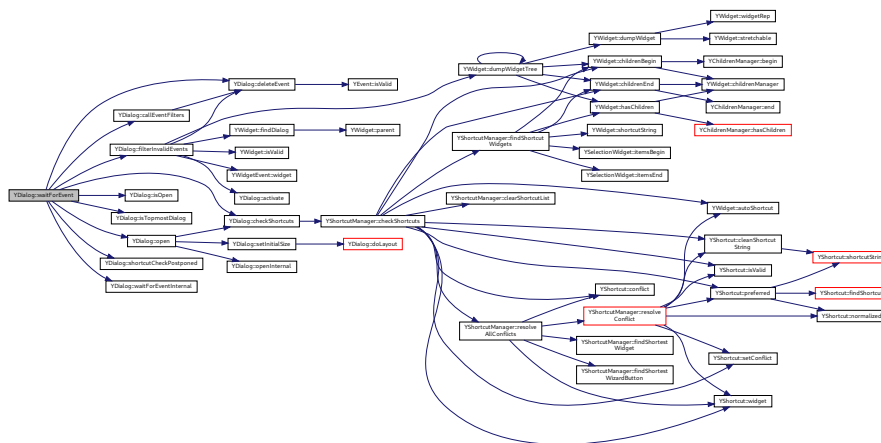 YDialog::waitForEvent
YDialog::deleteEvent
YEvent::isValid
YDialog::callEventFilters
YDialog::filterInvalidEvents
YWidget::findDialog
YWidget::parent
YWidget::isValid
YWidgetEvent::widget
YDialog::activate
YDialog::isOpen
YDialog::isTopmostDialog
YDialog::open
YDialog::checkShortcuts
YDialog::setInitialSize
YDialog::doLayout
YDialog::openInternal
YDialog::shortcutCheckPostponed
YDialog::waitForEventInternal
YShortcutManager::checkShortcuts
YWidget::dumpWidgetTree
YWidget::dumpWidget
YWidget::widgetRep
YWidget::stretchable
YWidget::childrenBegin
YChildrenManager::begin
YWidget::childrenEnd
YWidget::childrenManager
YWidget::hasChildren
YChildrenManager::end
YChildrenManager::hasChildren
YShortcutManager::findShortcut
Widgets
YWidget::shortcutString
YSelectionWidget::itemsBegin
YSelectionWidget::itemsEnd
YShortcutManager::clearShortcutList
YWidget::autoShortcut
YShortcut::cleanShortcut
String
YShortcut::isValid
YShortcut::preferred
YShortcut::conflict
YShortcutManager::resolve
AllConflicts
YShortcutManager::resolve
Conflict
YShortcutManager::findShortest
Widget
YShortcutManager::findShortest
WizardButton
YShortcut::setConflict
YShortcut::widget
YShortcut::shortcutStrin
YShortcut::findShortcut
YShortcut::normalized